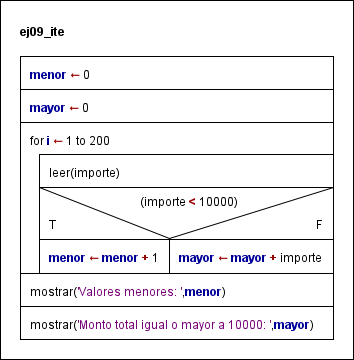 ej09_ite
menor ← 0
mayor ← 0
for i ← 1 to 200
leer(importe)
(importe < 10000)
T F
menor ← menor + 1 mayor ← mayor + importe
mostrar('Valores menores: ',menor)
mostrar('Monto total igual o mayor a 10000: ',mayor)